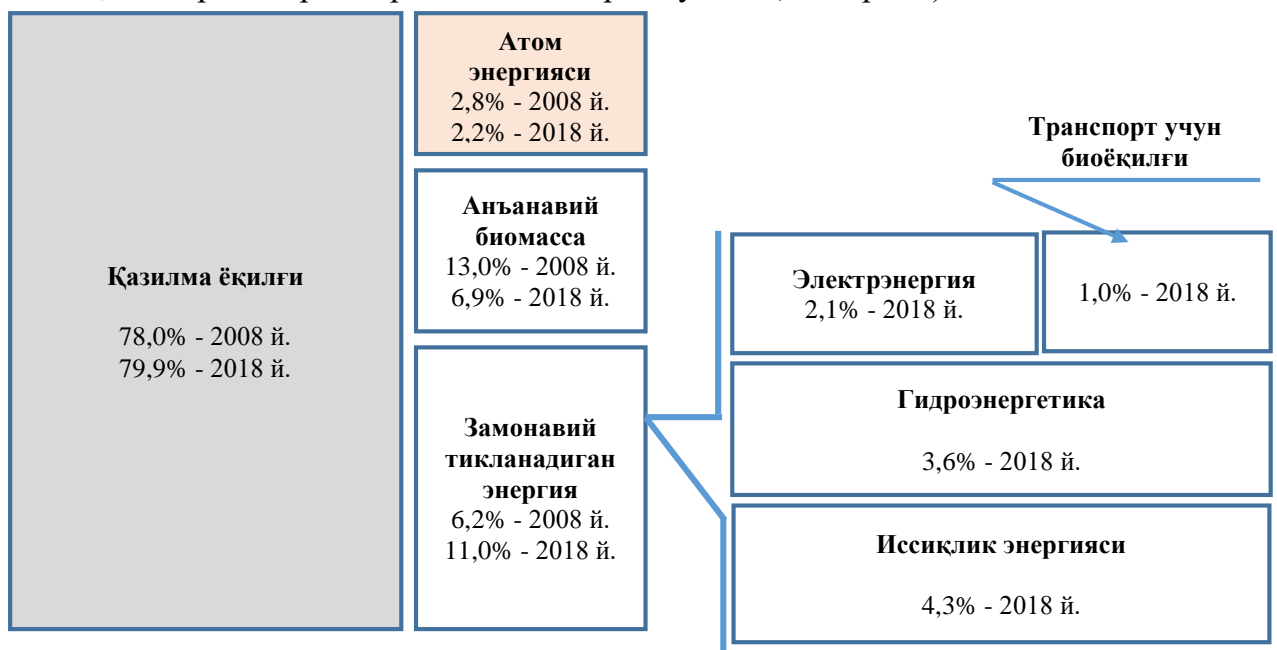 Қазилма ёқилғи
78,0% - 2008 й.
79,9% - 2018 й.
Атом
энергияси
2,8% - 2008 й.
2,2% - 2018 й.
Анъанавий
биомасса
13,0% - 2008 й.
6,9% - 2018 й.
Замонавий
тикланадиган
энергия
6,2% - 2008 й.
11,0% - 2018 й.
Транспорт учун
биоёқилғи
1,0% - 2018 й.
Электрэнергия
2,1% - 2018 й.
Гидроэнергетика
3,6% - 2018 й.
Иссиқлик энергияси
4,3% - 2018 й.